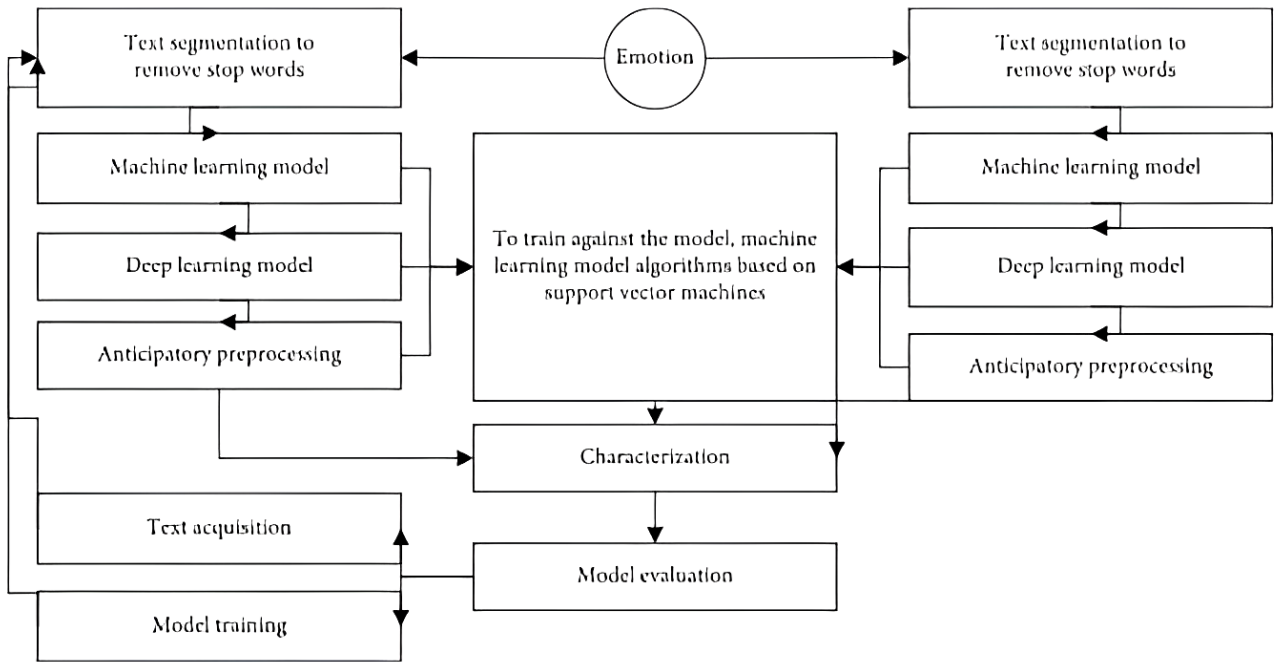 Text segmentation to
remove stop words
Emotion
Text segmentation to
remove stop words
Machine learning model
Deep learning model
Anticipatory preprocessing
To train against the model, machine
learning model algorithms based on
support vector machines
Machine learning model
Deep learning model
Anticipatory preprocessing
Characterization
Text acquisition
Model evaluation
Model training